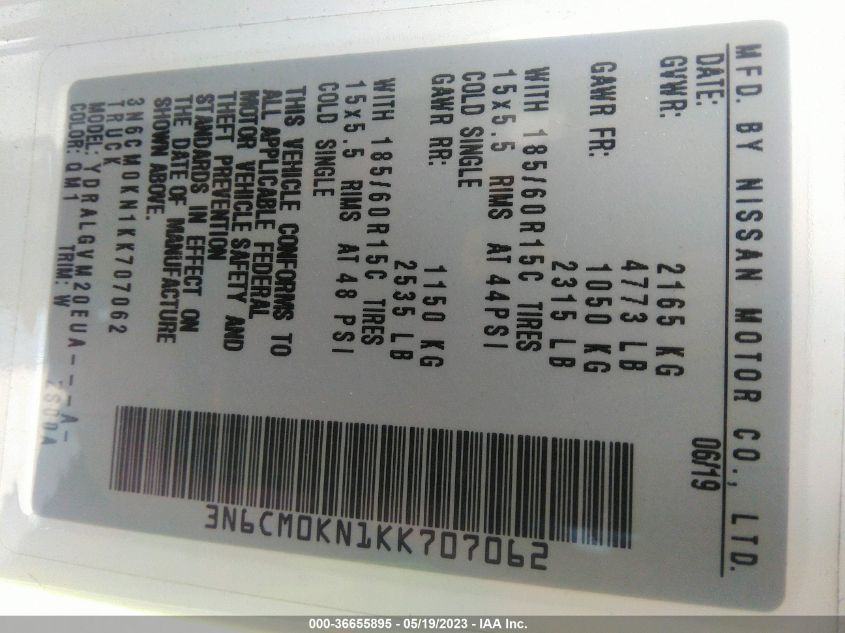 MFD. BY NISSAN MOTOR CO., LTD.
DATE: 06/19
GVWR: 2165 KG
4773 LB
GAWR FR: 1050 KG
2315 LB
WITH 185/60R15C TIRES
15x5.5 RIMS AT 44PSI
COLD SINGLE
GAWR RR: 1150 KG
2535 LB
WITH 185/60R15C TIRES
15x5.5 RIMS AT 48 PSI
COLD SINGLE
THIS VEHICLE CONFORMS TO
ALL APPLICABLE FEDERAL
MOTOR VEHICLE SAFETY AND
THEFT PREVENTION
STANDARDS IN EFFECT ON
THE DATE OF MANUFACTURE
SHOWN ABOVE.
3N6CM0KN1KK707062
TRUCK
MODEL: YDRALGVM20EUA---A-
COLOR: QM1 TRIM: W
ZS00A
3N6CM0KN1KK707062
000-36655895 - 05/19/2023 - IAA Inc.